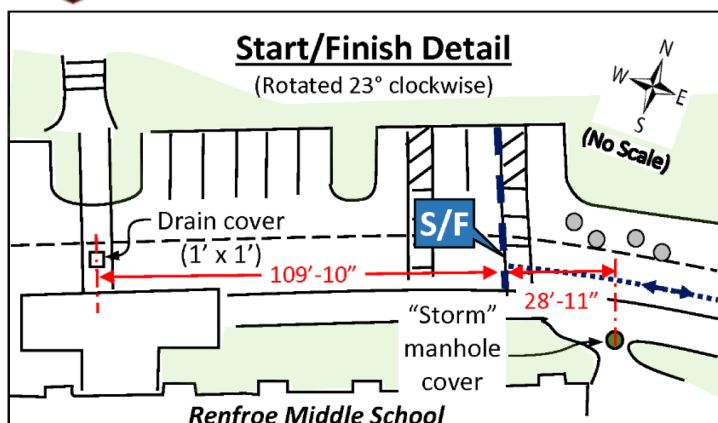 Start/Finish Detail
(Rotated 23° clockwise)
N
W
E
S
(No Scale)
Drain cover
(1’ x 1’)
S/F
109’-10”
28’-11”
“Storm”
manhole
cover
Renfroe Middle School